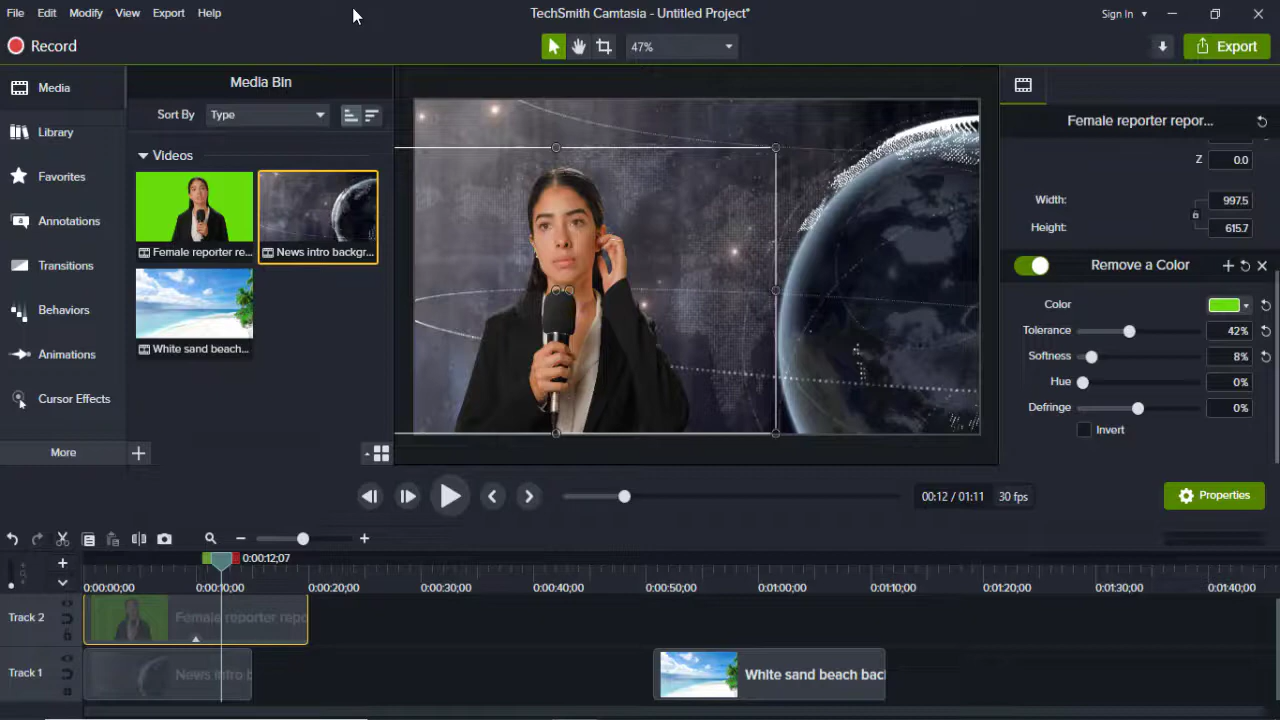 File Edit Modify View Export Help
TechSmith Camtasia - Untitled Project*
Sign In
Record
47%
Export
Media
Library
Favorites
Annotations
Transitions
Behaviors
Animations
Cursor Effects
More
Media Bin
Sort By Type
Videos
Female reporter re...
News intro backgr...
White sand beach...
Female reporter repor...
Z 0.0
Width: 997.5
Height: 615.7
Remove a Color
Color
Tolerance 42%
Softness 8%
Hue 0%
Defringe 0%
Invert
00:12 / 01:11 30 fps
Properties
0:00:12;07
0:00:00;00 0:00:10;00 0:00:20;00 0:00:30;00 0:00:40;00 0:00:50;00 0:01:00;00 0:01:10;00 0:01:20;00 0:01:30;00 0:01:40;00
Track 2
Female reporter repo
Track 1
News intro b
White sand beach bac